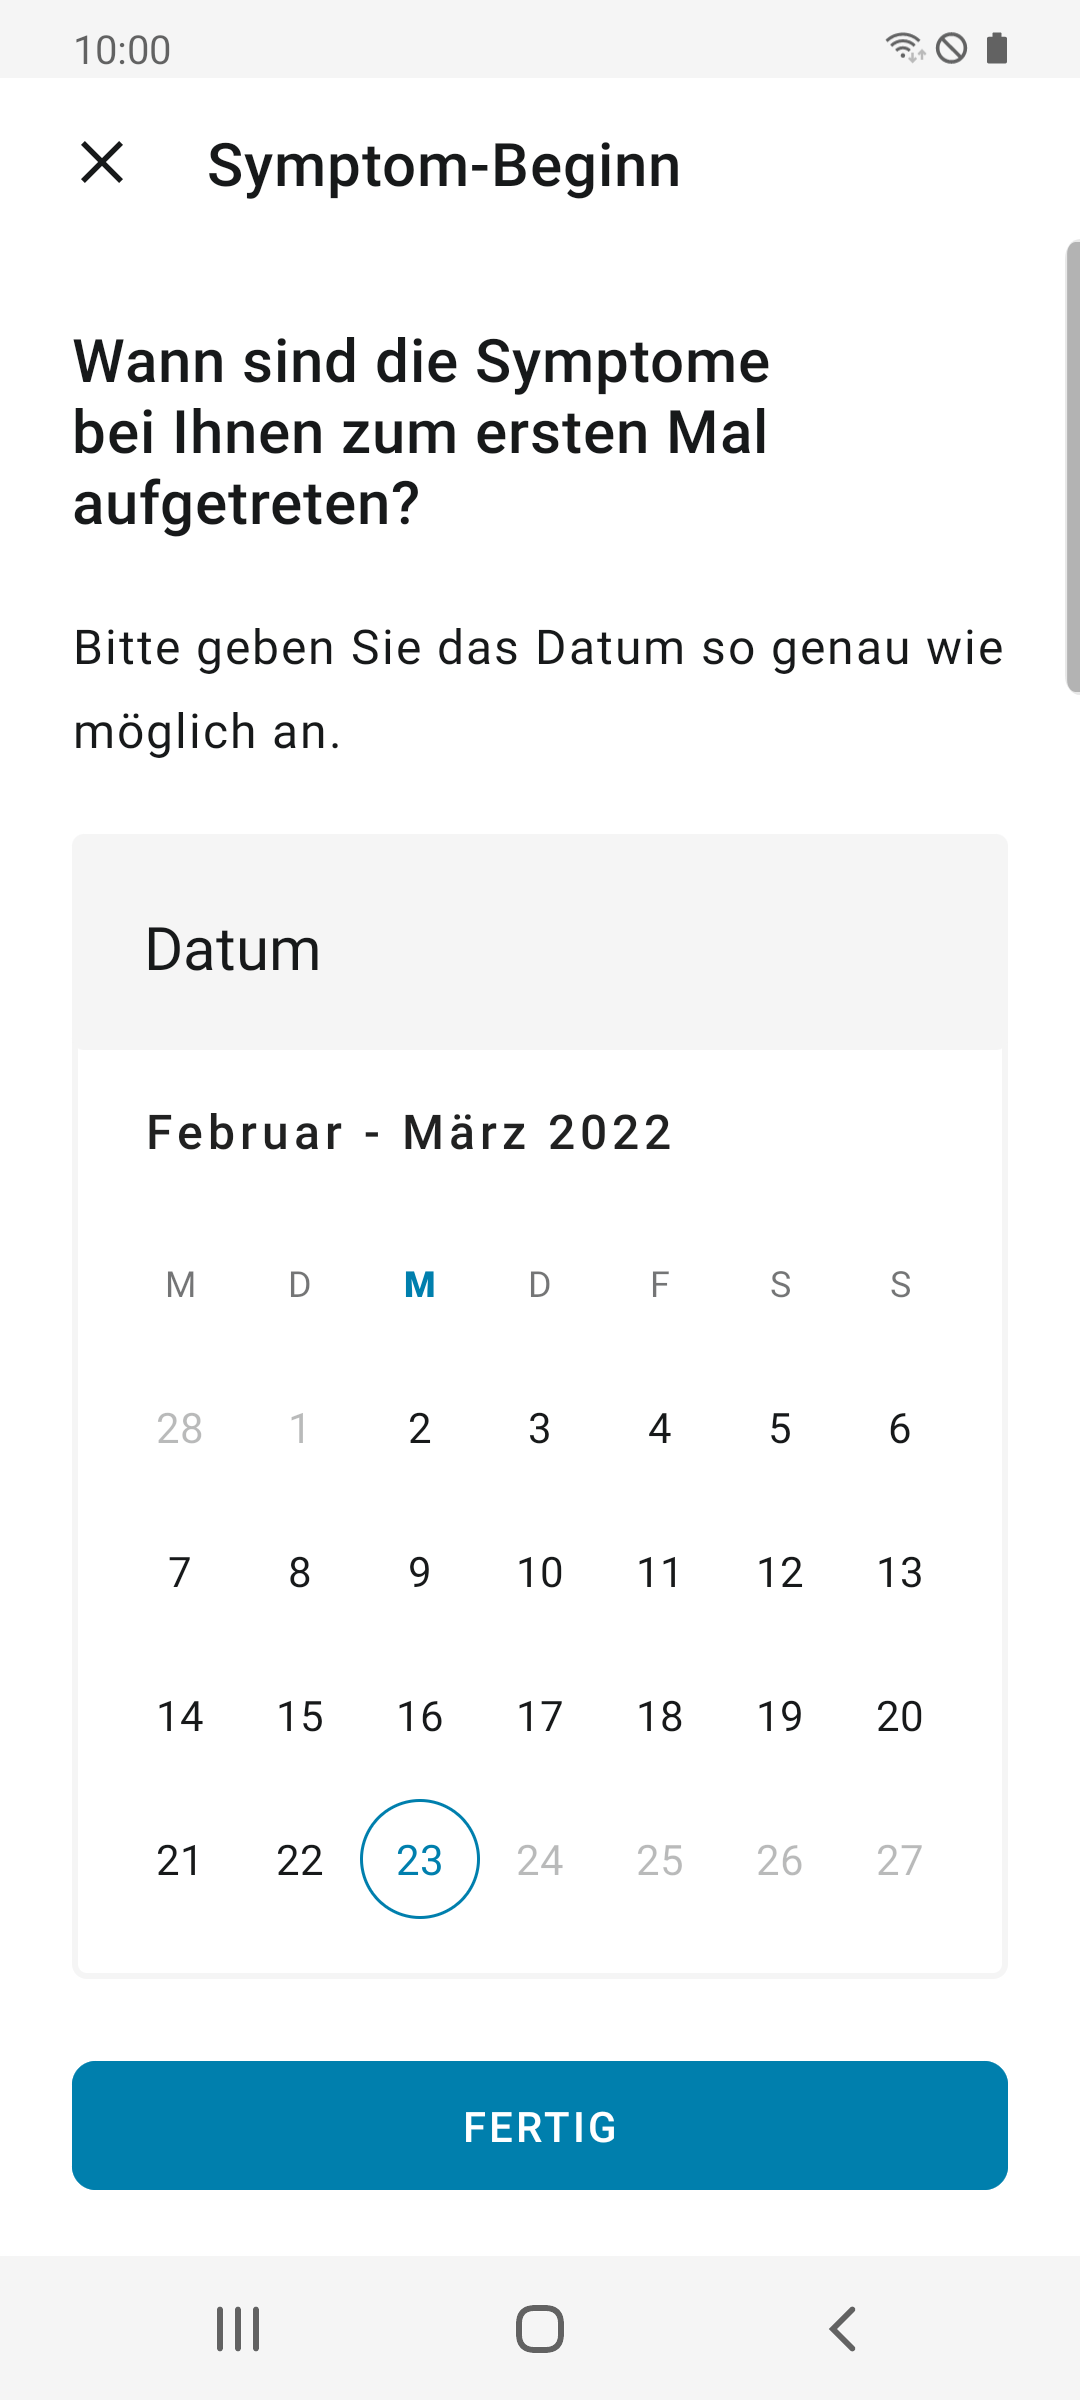 10:00
Symptom-Beginn
Wann sind die Symptome
bei Ihnen zum ersten Mal
aufgetreten?
Bitte geben Sie das Datum so genau wie
möglich an.
Datum
Februar - März 2022
M D M D F S S
28 1 2 3 4 5 6
7 8 9 10 11 12 13
14 15 16 17 18 19 20
21 22 23 24 25 26 27
FERTIG